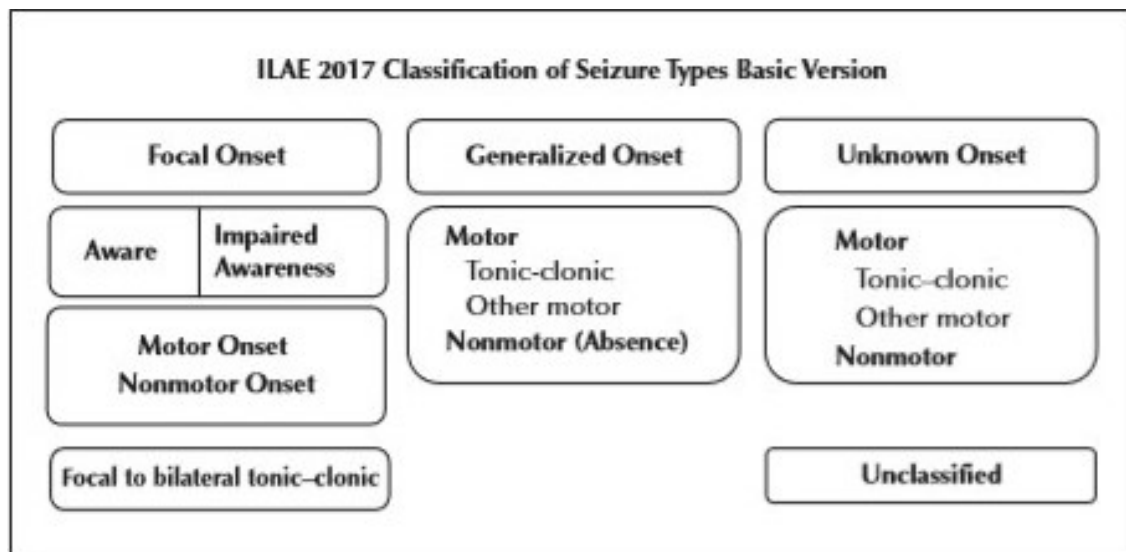 ILAE 2017 Classification of Seizure Types Basic Version
Focal Onset
Aware
Impaired
Awareness
Motor Onset
Nonmotor Onset
Focal to bilateral tonic–clonic
Generalized Onset
Motor
Tonic-clonic
Other motor
Nonmotor (Absence)
Unknown Onset
Motor
Tonic–clonic
Other motor
Nonmotor
Unclassified